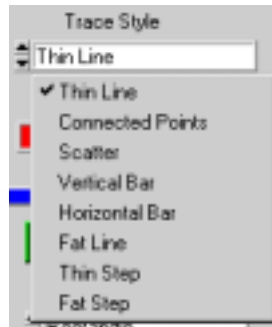 Trace Style
Thin Line
Thin Line
Connected Points
Scatter
Vertical Bar
Horizontal Bar
Fat Line
Thin Step
Fat Step